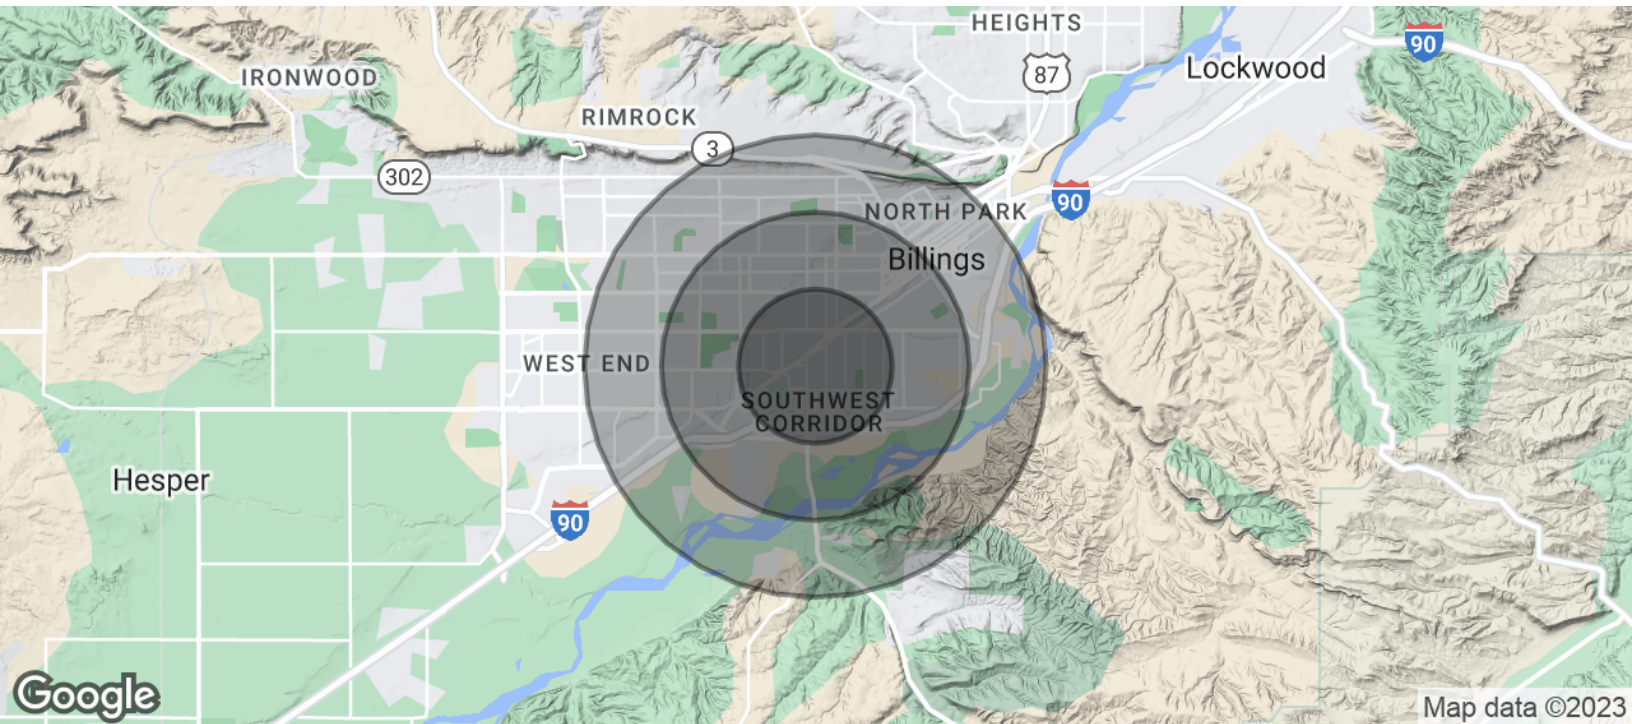 HEIGHTS
90
Lockwood
87
IRONWOOD
RIMROCK
3
302
90
NORTH PARK
Billings
WEST END
SOUTHWEST
CORRIDOR
Hesper
90
Google
Map data ©2023